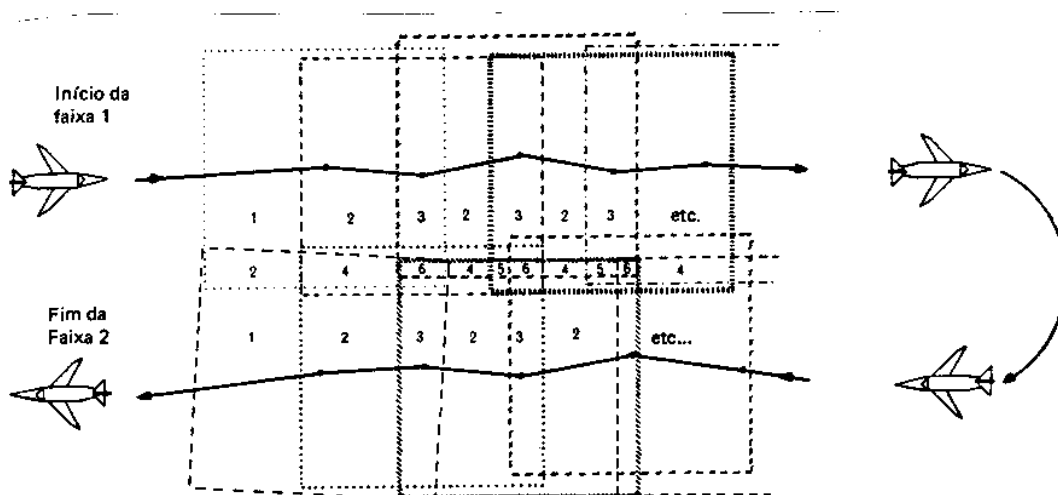 Início da
faixa 1
1 2 3 2 3 2 3 etc.
2 4 6 4 5 6 4 5 6 4
Fim da
Faixa 2
1 2 3 2 3 2 etc...